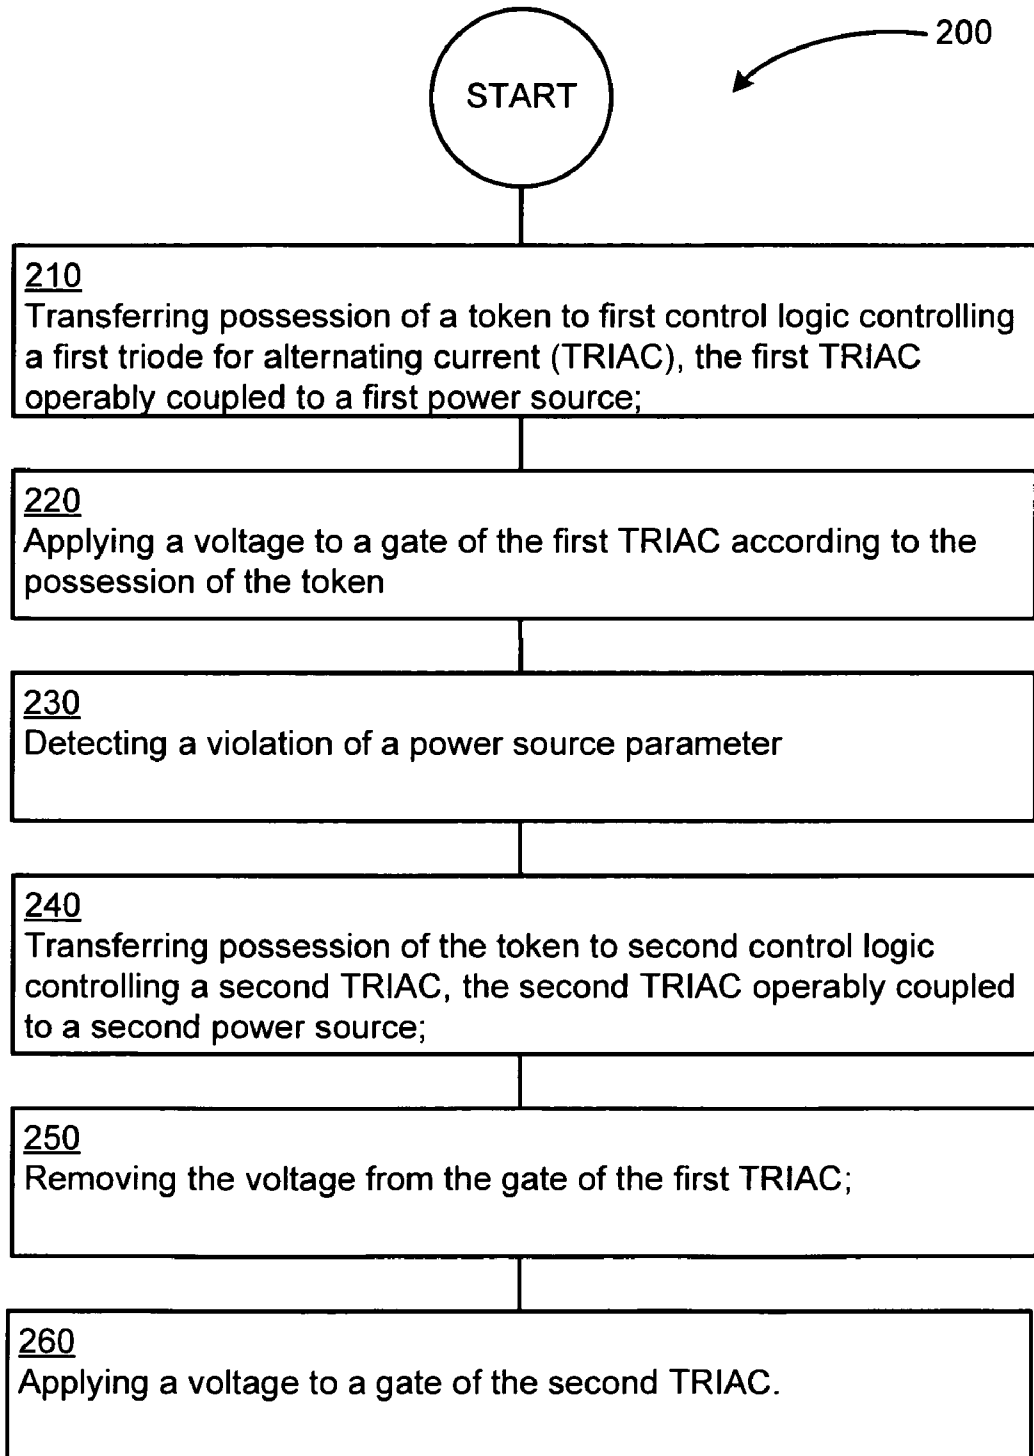 START
200
210
Transferring possession of a token to first control logic controlling
a first triode for alternating current (TRIAC), the first TRIAC
operably coupled to a first power source;
220
Applying a voltage to a gate of the first TRIAC according to the
possession of the token
230
Detecting a violation of a power source parameter
240
Transferring possession of the token to second control logic
controlling a second TRIAC, the second TRIAC operably coupled
to a second power source;
250
Removing the voltage from the gate of the first TRIAC;
260
Applying a voltage to a gate of the second TRIAC.